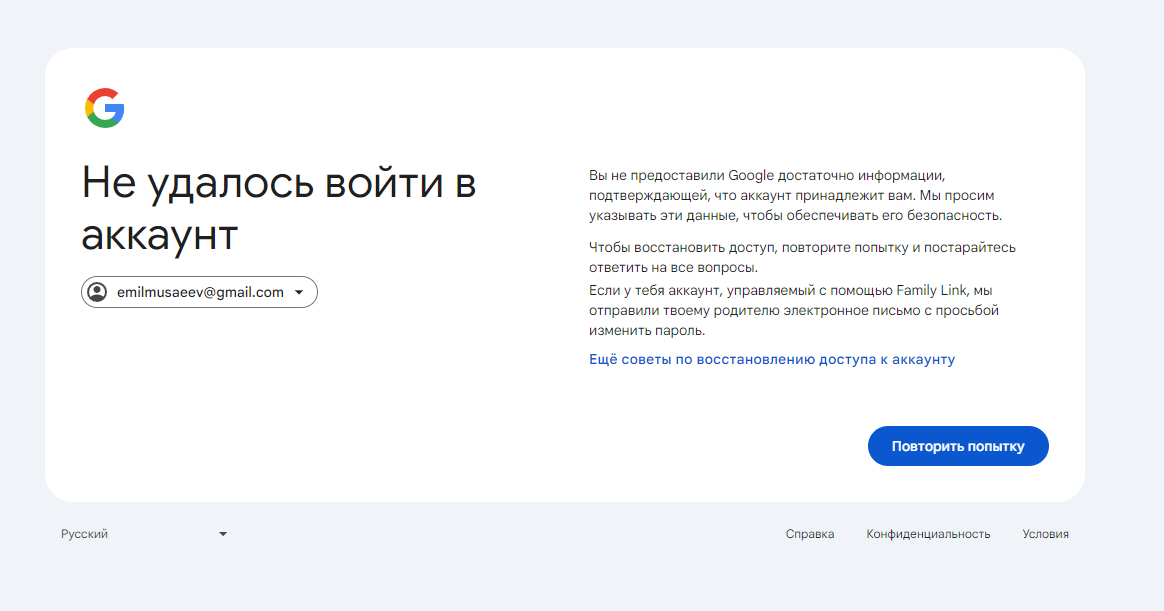 Не удалось войти в
аккаунт
emilmusaeev@gmail.com
Вы не предоставили Google достаточно информации,
подтверждающей, что аккаунт принадлежит вам. Мы просим
указывать эти данные, чтобы обеспечивать его безопасность.
Чтобы восстановить доступ, повторите попытку и постарайтесь
ответить на все вопросы.
Если у тебя аккаунт, управляемый с помощью Family Link, мы
отправили твоему родителю электронное письмо с просьбой
изменить пароль.
Ещё советы по восстановлению доступа к аккаунту
Повторить попытку
Русский
Справка
Конфиденциальность
Условия